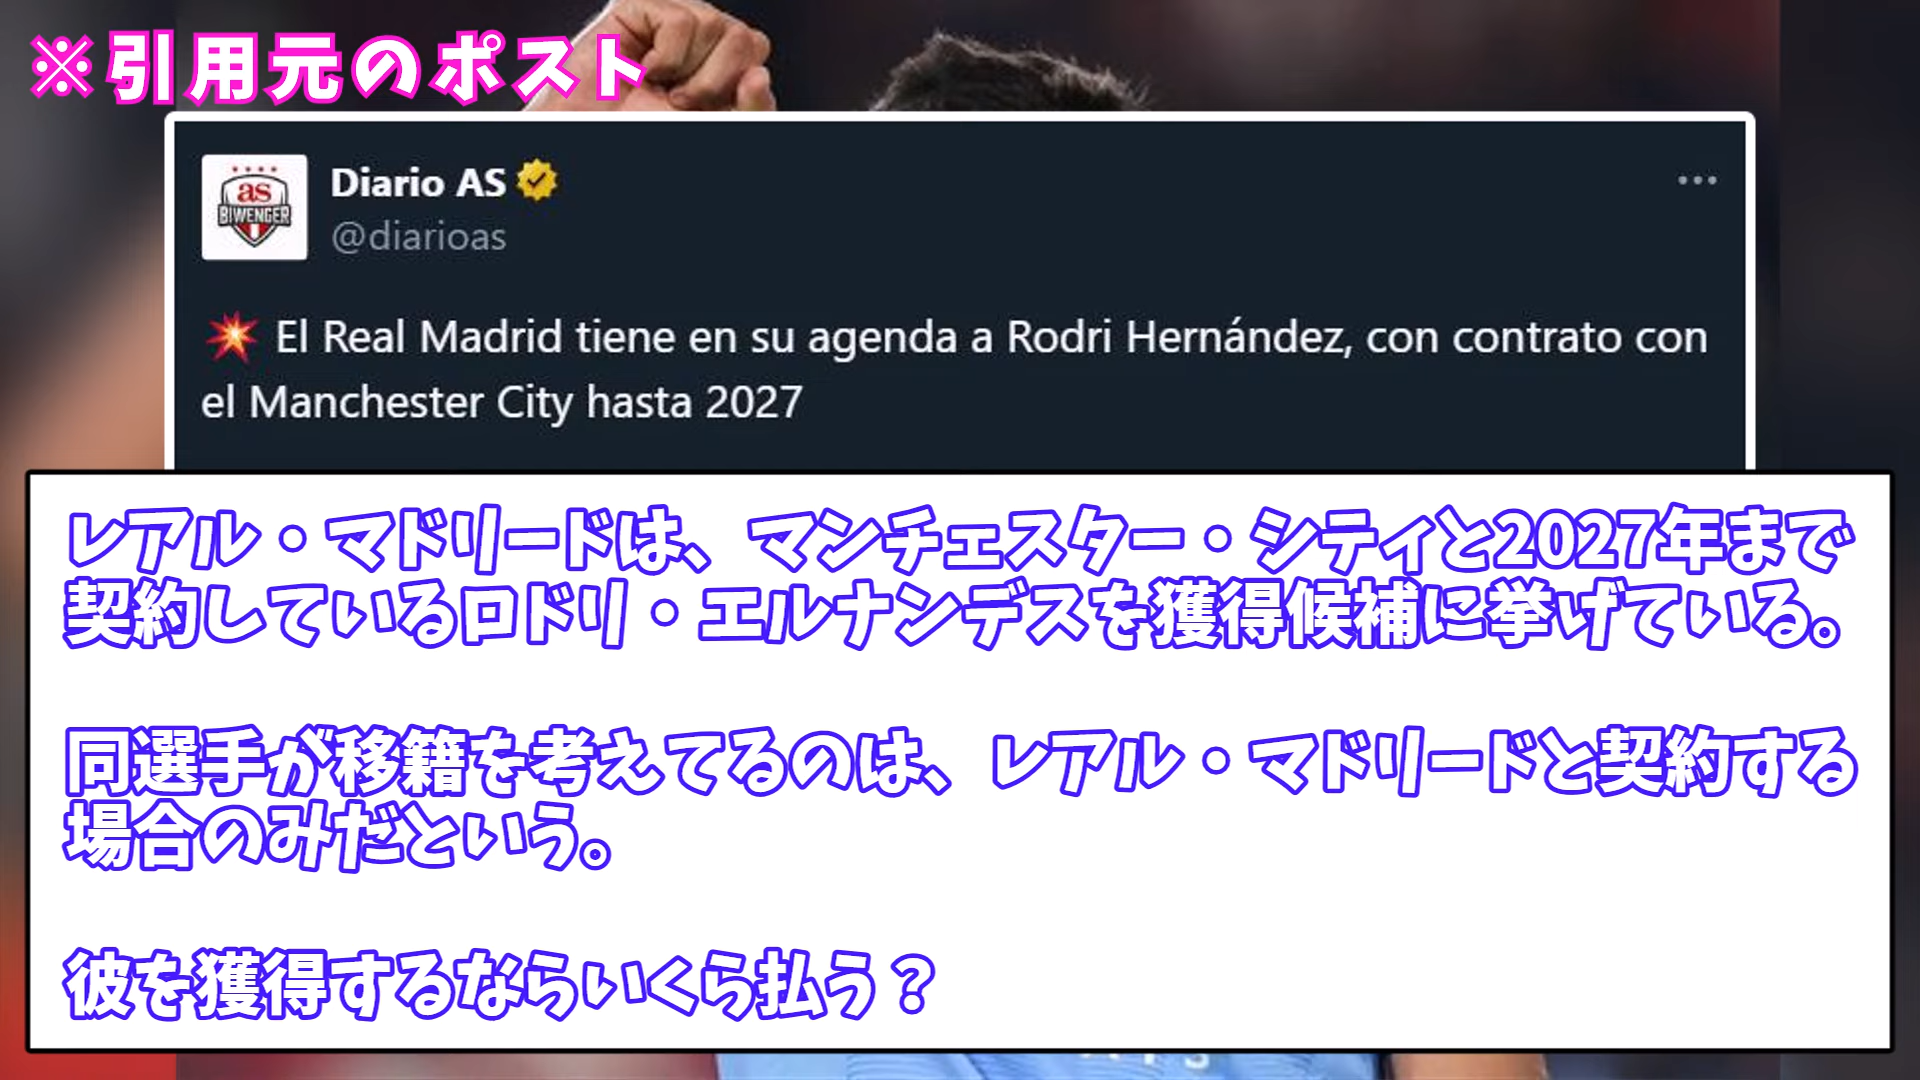 ※引用元のポスト
as
BIWENGER
Diario AS
@diarioas
💥 El Real Madrid tiene en su agenda a Rodri Hernández, con contrato con
el Manchester City hasta 2027
レアル・マドリードは、マンチェスター・シティと2027年まで
契約しているロドリ・エルナンデスを獲得候補に挙げている。
同選手が移籍を考えてるのは、レアル・マドリードと契約する
場合のみだという。
彼を獲得するならいくら払う？